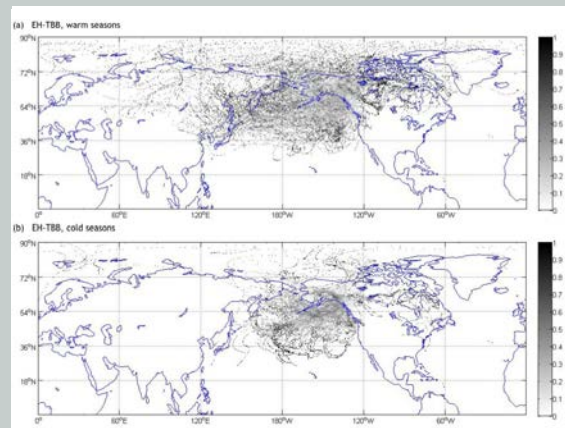 (a) EH-TBB, warm seasons
90°N
72°N
54°N
36°N
18°N
0°
60°E
120°E
180°W
120°W
60°W
1
0.9
0.8
0.7
0.6
0.5
0.4
0.3
0.2
0.1
0
(b) EH-TBB, cold seasons
90°N
72°N
54°N
36°N
18°N
0°
60°E
120°E
180°W
120°W
60°W
1
0.9
0.8
0.7
0.6
0.5
0.4
0.3
0.2
0.1
0